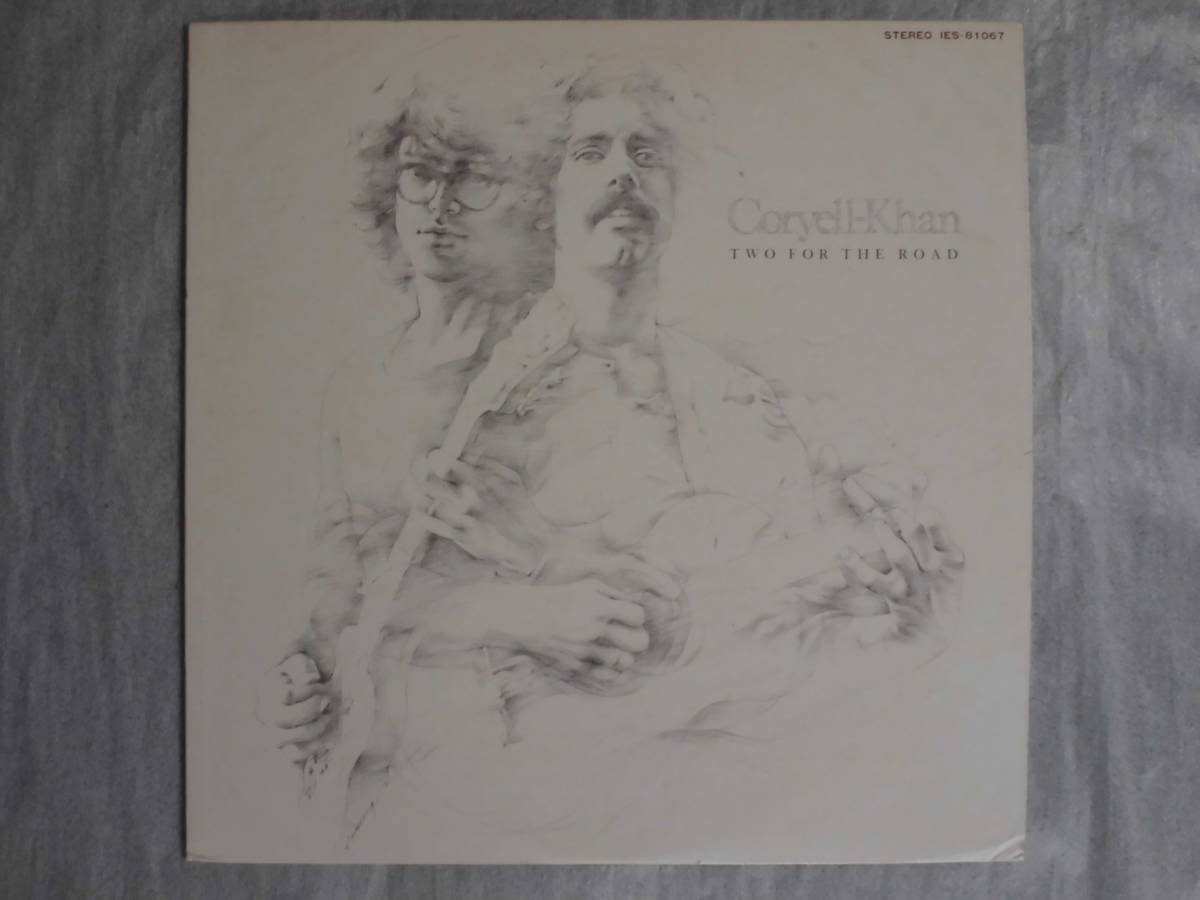 STEREO IES-81067
Coryell-Khan
TWO FOR THE ROAD